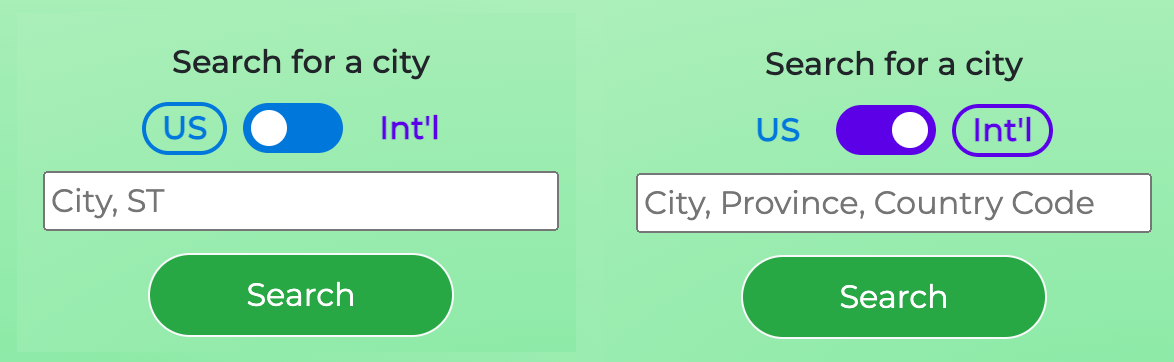 Search for a city
US Int'l
City, ST
Search
Search for a city
US Int'l
City, Province, Country Code
Search